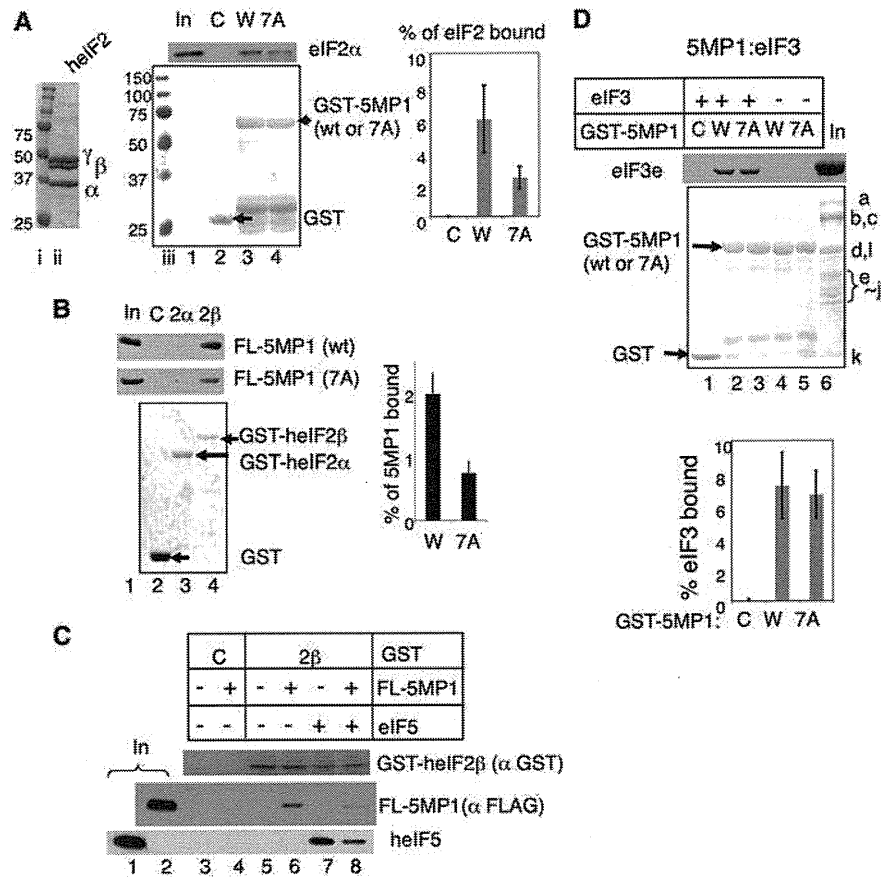 A
heIF2
75
50
37
25
γ
β
α
i ii
In C W 7A
eIF2α
150
100
75
50
37
25
GST-5MP1
(wt or 7A)
GST
iii 1 2 3 4
% of eIF2 bound
10
8
6
4
2
0
C W 7A
B
In C 2α 2β
FL-5MP1 (wt)
FL-5MP1 (7A)
GST-heIF2β
GST-heIF2α
GST
1 2 3 4
% of 5MP1 bound
2
1
0
W 7A
C
C 2β GST
- + - + - + FL-5MP1
- - - - + + eIF5
In
GST-heIF2β (α GST)
FL-5MP1(α FLAG)
heIF5
1 2 3 4 5 6 7 8
D
5MP1:eIF3
eIF3 + + + - -
GST-5MP1 C W 7A W 7A In
eIF3e
a
b,c
GST-5MP1
(wt or 7A)
d,l
e
~j
GST
k
1 2 3 4 5 6
% eIF3 bound
10
8
6
4
2
0
GST-5MP1: C W 7A